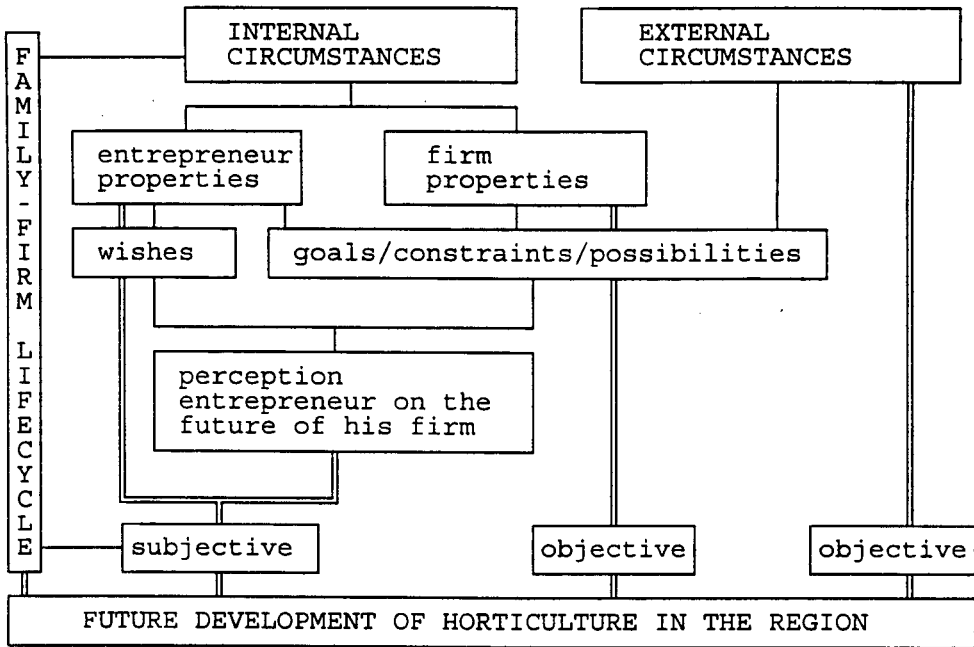 INTERNAL
CIRCUMSTANCES
EXTERNAL
CIRCUMSTANCES
FAMILY-FIRM LIFECYCLE
entrepreneur
properties
firm
properties
wishes
goals/constraints/possibilities
perception
entrepreneur on the
future of his firm
subjective
objective
objective
FUTURE DEVELOPMENT OF HORTICULTURE IN THE REGION